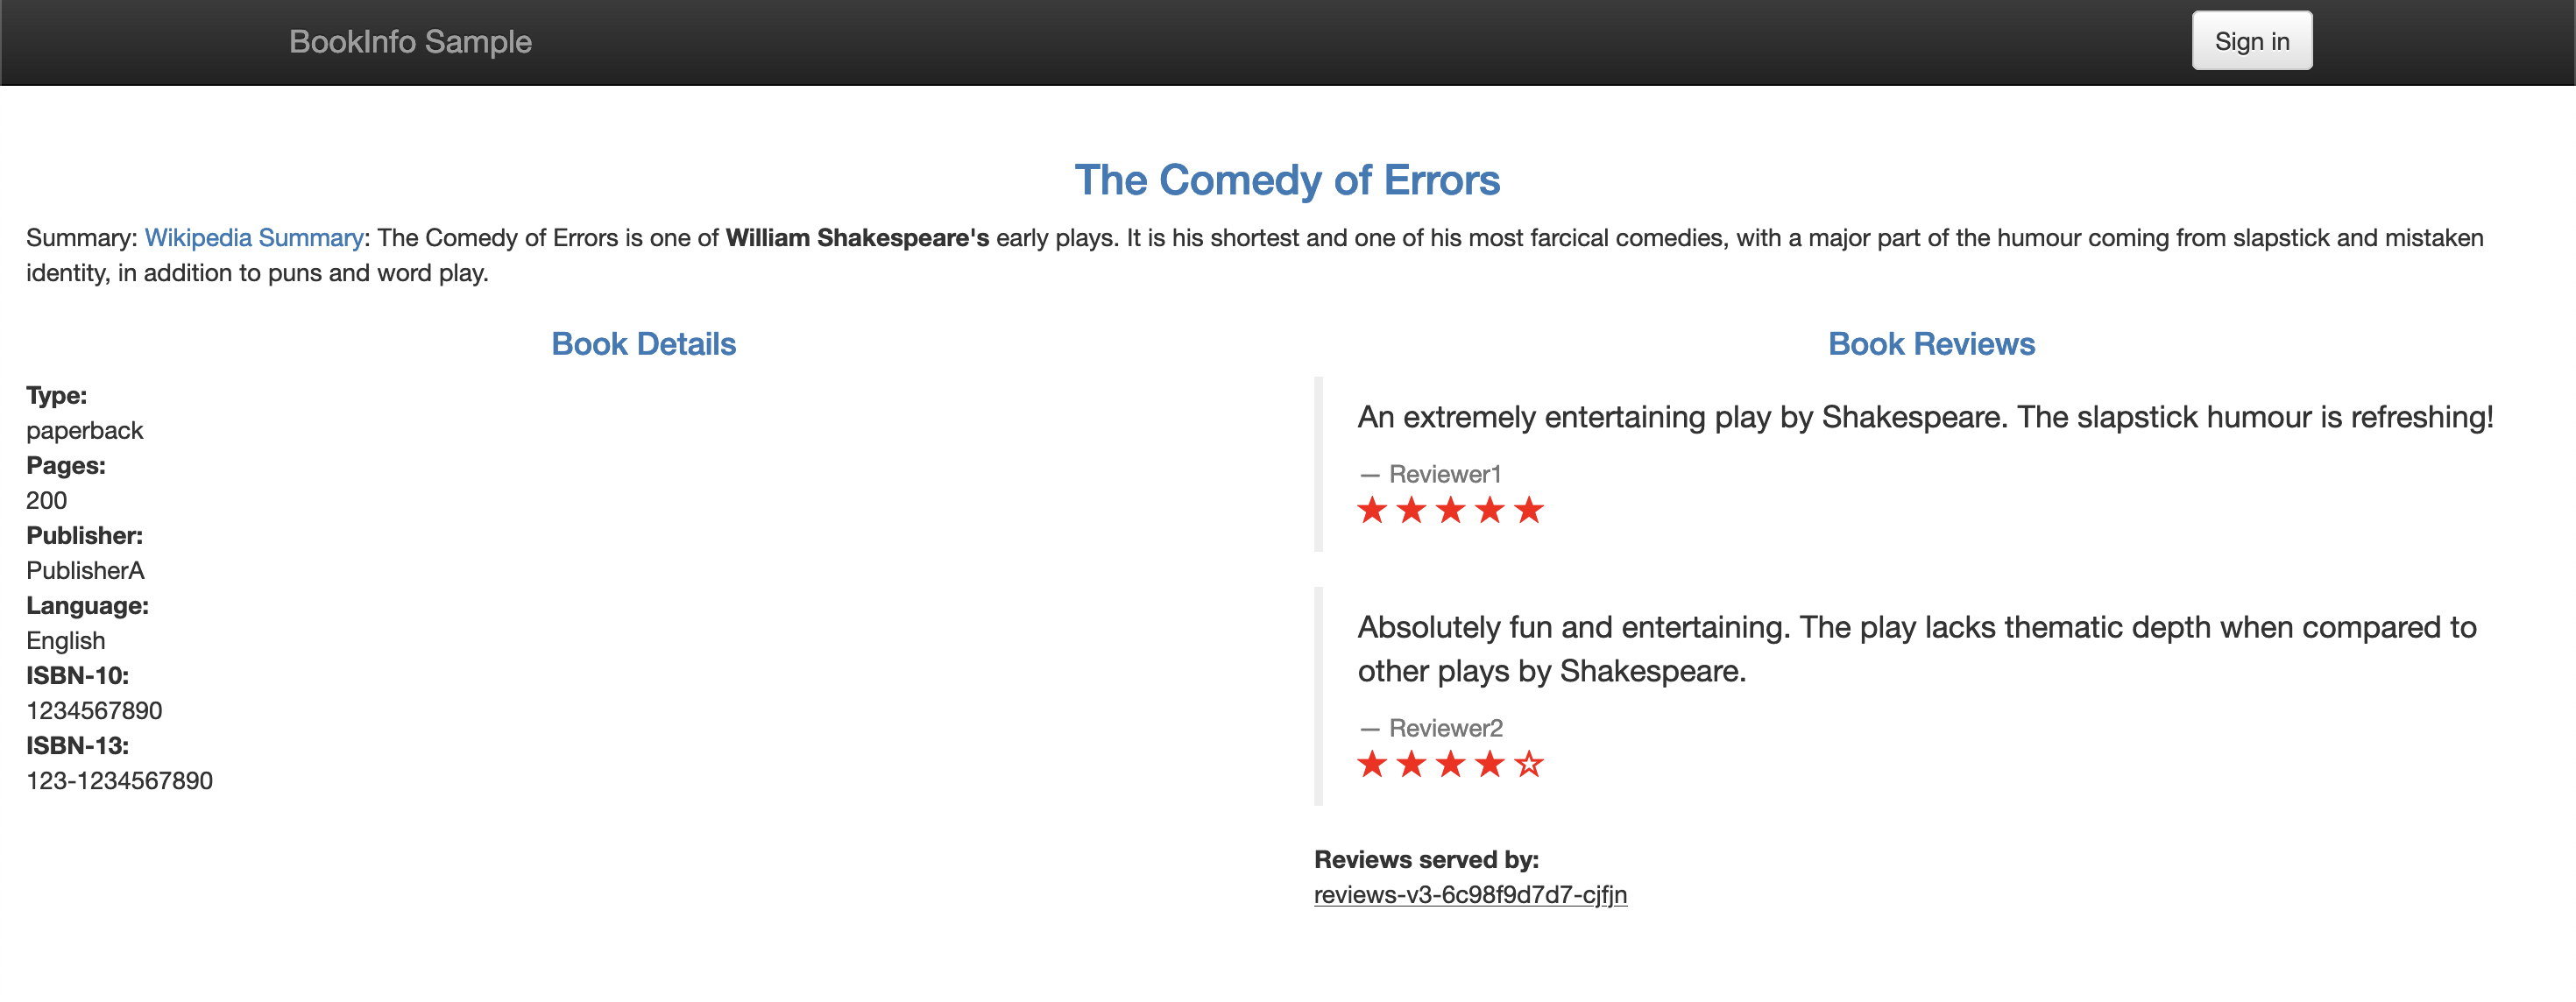 BookInfo Sample
Sign in
The Comedy of Errors
Summary: Wikipedia Summary: The Comedy of Errors is one of William Shakespeare's early plays. It is his shortest and one of his most farcical comedies, with a major part of the humour coming from slapstick and mistaken
identity, in addition to puns and word play.
Book Details
Type:
paperback
Pages:
200
Publisher:
PublisherA
Language:
English
ISBN-10:
1234567890
ISBN-13:
123-1234567890
Book Reviews
An extremely entertaining play by Shakespeare. The slapstick humour is refreshing!
— Reviewer1
Absolutely fun and entertaining. The play lacks thematic depth when compared to
other plays by Shakespeare.
— Reviewer2
Reviews served by:
reviews-v3-6c98f9d7d7-cjfjn